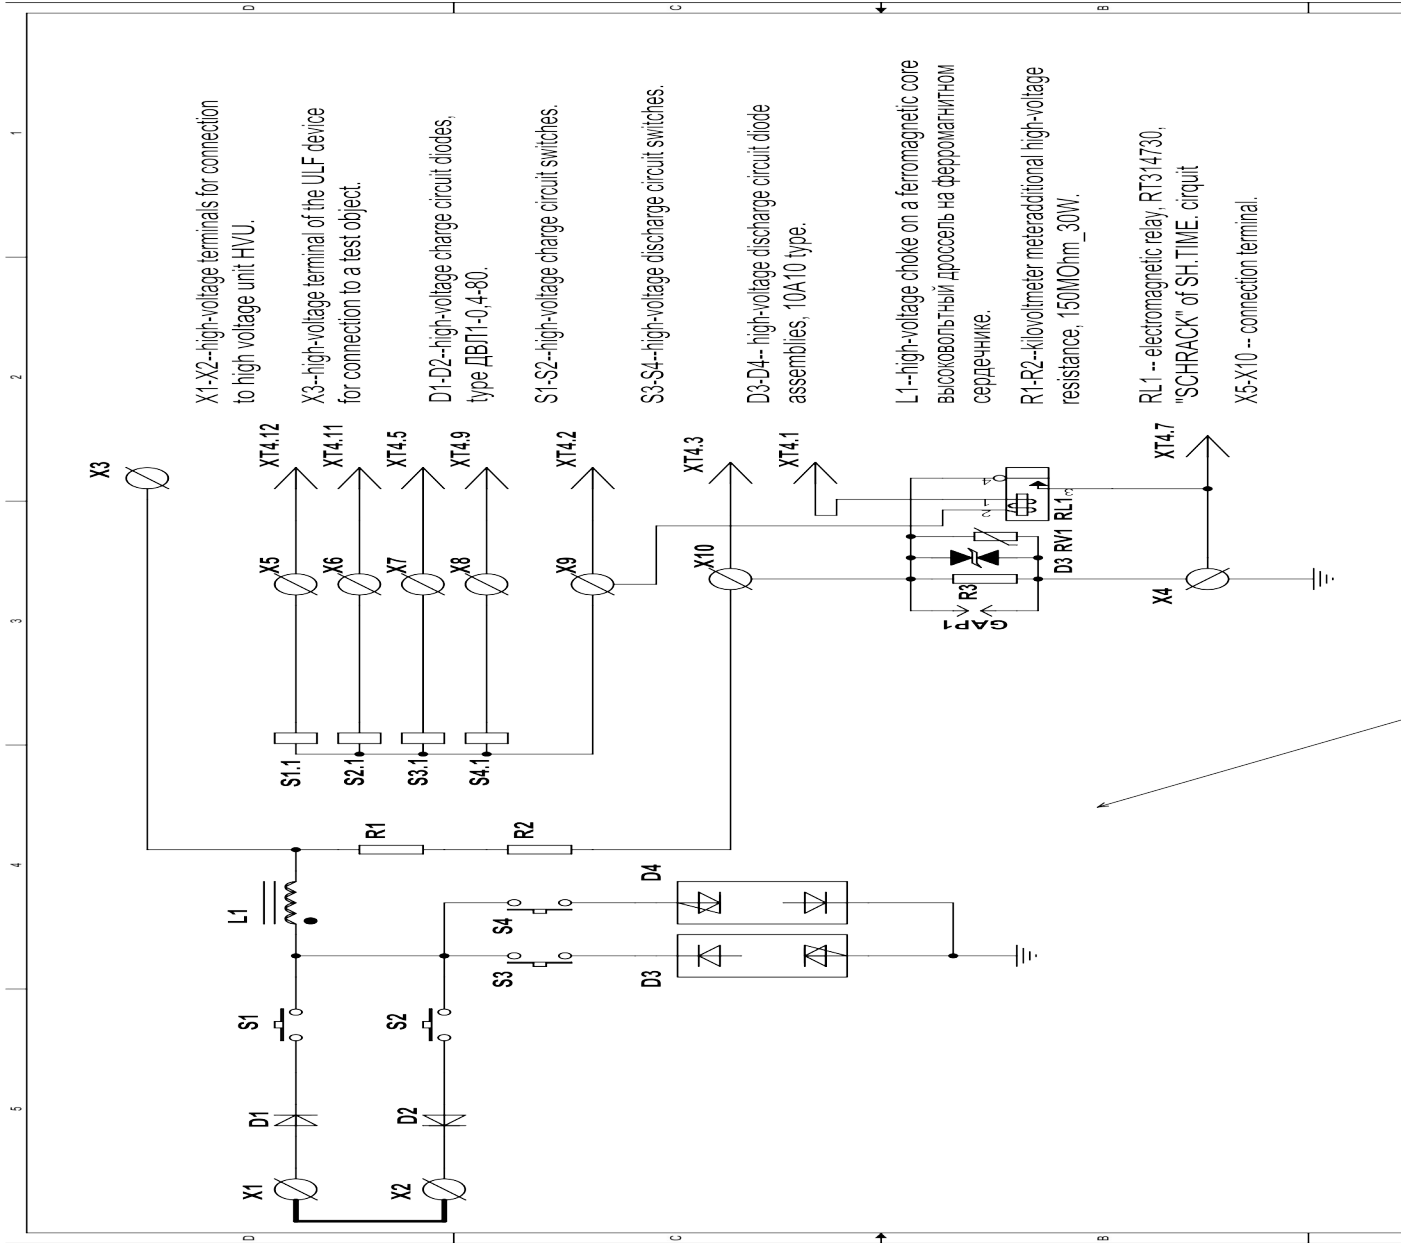 5
4
3
2
1
D
D
X3
X1-X2--high-voltage terminals for connection
to high voltage unit HVU.
X1
D1
S1
L1
S1.1
X5
XT4.12
X3--high-voltage terminal of the ULF device
for connection to a test object.
S2.1
X6
XT4.11
X2
D2
S2
R1
S3.1
X7
XT4.5
D1-D2--high-voltage charge circuit diodes,
type ДВЛ1-0,4-80.
S4.1
X8
XT4.9
S3
S4
R2
X9
XT4.2
S1-S2--high-voltage charge circuit switches.
D3
D4
S3-S4--high-voltage discharge circuit switches.
C
C
X10
XT4.3
D3-D4-- high-voltage discharge circuit diode
assemblies, 10A10 type.
XT4.1
L1--high-voltage choke on a ferromagnetic core
высоковольтный дроссель на ферромагнитном
сердечнике.
GAP1
R3
2
1
4
3
D3 RV1 RL1
R1-R2--kilovoltmeter meteradditional high-voltage
resistance, 150MOhm_30W.
B
B
X4
XT4.7
RL1 -- electromagnetic relay, RT314730,
"SCHRACK" of SH.TIME. cirquit
X5-X10 -- connection terminal.